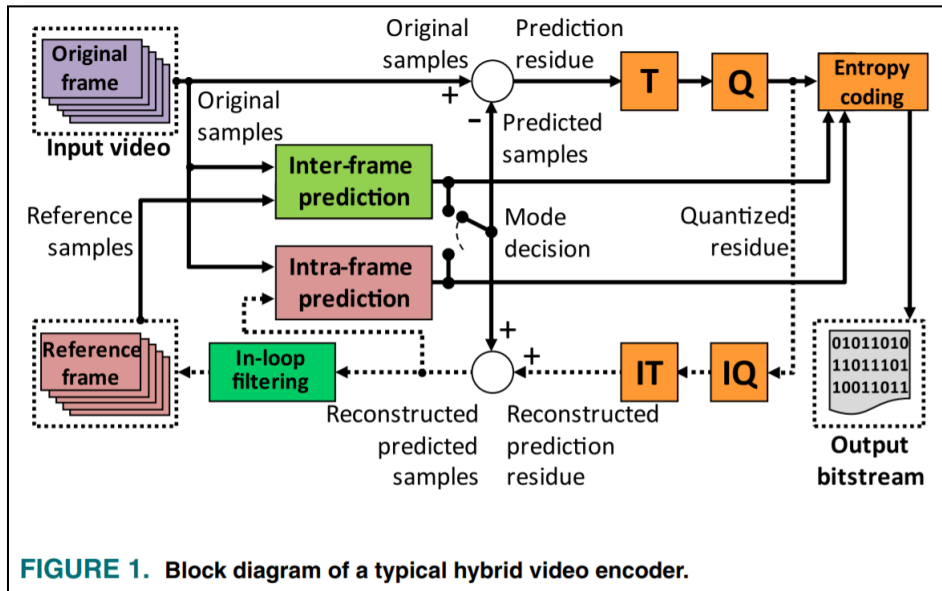 Original
frame
Input video
Original
samples
Prediction
residue
+
T
Q
Entropy
coding
Original
samples
−
Predicted
samples
Inter-frame
prediction
Mode
decision
Quantized
residue
Reference
samples
Intra-frame
prediction
Reference
frame
In-loop
filtering
+
+
IT
IQ
01011010
11011101
10011011
Reconstructed
predicted
samples
Reconstructed
prediction
residue
Output
bitstream
FIGURE 1. Block diagram of a typical hybrid video encoder.